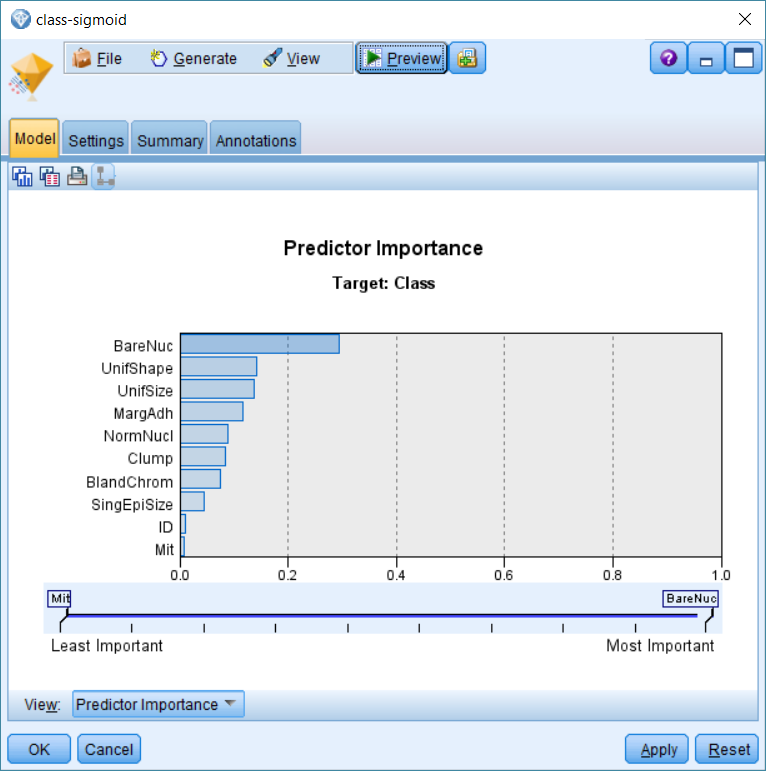 class-sigmoid
File Generate View Preview
Model Settings Summary Annotations
Predictor Importance
Target: Class
BareNuc
UnifShape
UnifSize
MargAdh
NormNucl
Clump
BlandChrom
SingEpiSize
ID
Mit
0.0 0.2 0.4 0.6 0.8 1.0
Mit BareNuc
Least Important Most Important
View: Predictor Importance
OK Cancel Apply Reset